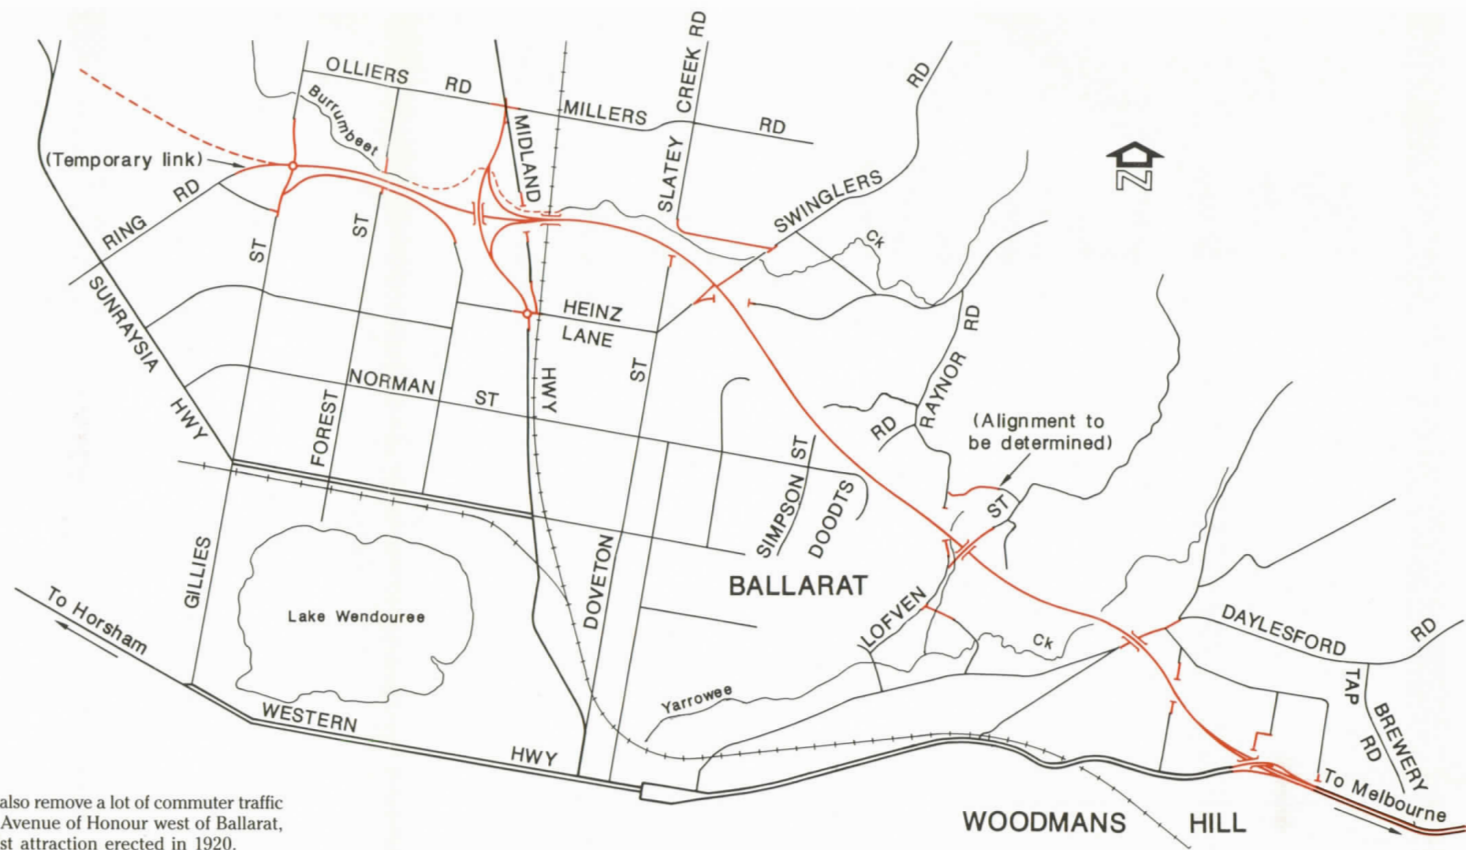 OLLIERS RD
MILLERS RD
SLATEY CREEK RD
RD
Burrumbeet
MIDLAND
(Temporary link)
RING RD
ST
ST
SWINGLERS
Ck
N
SUNRAYSIA
HWY
HEINZ
LANE
HWY
ST
RAYNOR RD
RD
NORMAN ST
FOREST
(Alignment to
be determined)
SIMPSON ST
DOODTS
ST
GILLIES
DOVETON
BALLARAT
LOFVEN
Lake Wendouree
To Horsham
Ck
DAYLESFORD RD
TAP
BREWERY
RD
Yarrowee
WESTERN
HWY
To Melbourne
WOODMANS HILL
also remove a lot of commuter traffic
Avenue of Honour west of Ballarat,
st attraction erected in 1920.